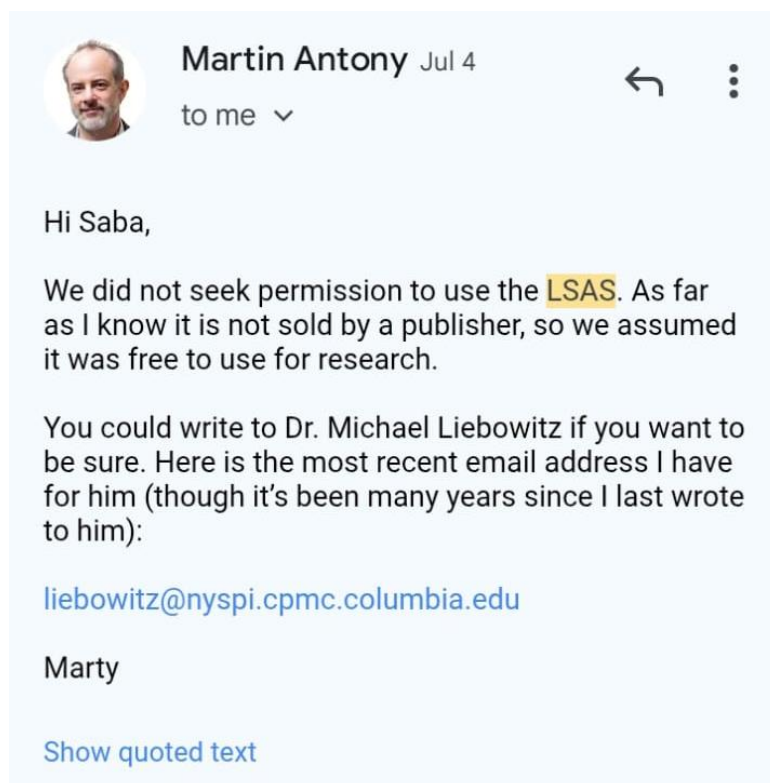 Martin Antony Jul 4
to me
Hi Saba,
We did not seek permission to use the LSAS. As far
as I know it is not sold by a publisher, so we assumed
it was free to use for research.
You could write to Dr. Michael Liebowitz if you want to
be sure. Here is the most recent email address I have
for him (though it’s been many years since I last wrote
to him):
liebowitz@nyspi.cpmc.columbia.edu
Marty
Show quoted text